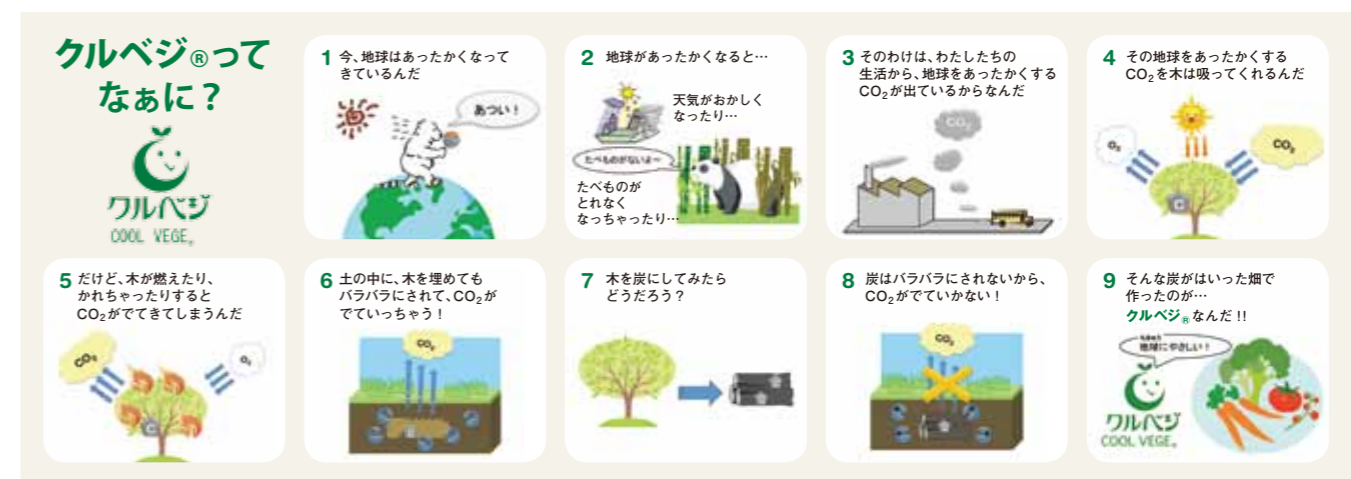 クルベジ®って
なぁに？
クルベジ
COOL VEGE®
1 今、地球はあったかくなって
きているんだ
あつい！
2 地球があったかくなると…
天気がおかしく
なったり…
たべものがないよ〜
たべものが
とれなく
なっちゃったり…
3 そのわけは、わたしたちの
生活から、地球をあったかくする
CO₂が出ているからなんだ
CO₂
4 その地球をあったかくする
CO₂を木は吸ってくれるんだ
O₂
CO₂
C
5 だけど、木が燃えたり、
かれちゃったりすると
CO₂がでてきてしまうんだ
CO₂
O₂
C
6 土の中に、木を埋めても
バラバラにされて、CO₂が
でていっちゃう！
CO₂
C
7 木を炭にしてみたら
どうだろう？
8 炭はバラバラにされないから、
CO₂がでていかない！
CO₂
9 そんな炭がはいった畑で
作ったのが…
クルベジ®なんだ!!
地球にやさしい！
クルベジ
COOL VEGE®